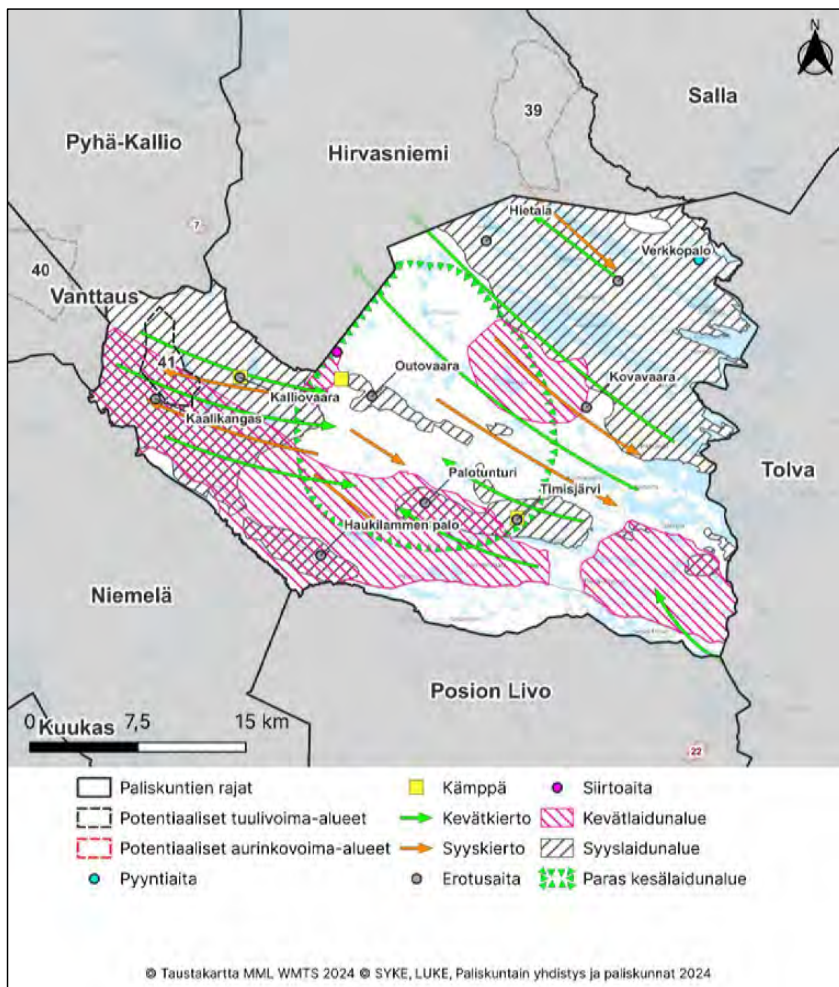 N
39
Salla
Pyhä-Kallio
Hirvasniemi
7
Hietala
Verkkopalo
40
Vanttaus
41
Outovaara
Kovavaara
Kalliovaara
Kaalikangas
Tolva
Palotunturi
Timisjärvi
Haukilammen palo
Niemelä
Posion Livo
0 7,5 15 km
Kuukas
22
Paliskuntien rajat
Kämppä
Siirtoaita
Potentiaaliset tuulivoima-alueet
Kevätkierto
Kevätlaidunalue
Potentiaaliset aurinkovoima-alueet
Syyskierto
Syyslaidunalue
Pyyntiaita
Erotusaita
Paras kesälaidunalue
© Taustakartta MML WMTS 2024 © SYKE, LUKE, Paliskuntain yhdistys ja paliskunnat 2024